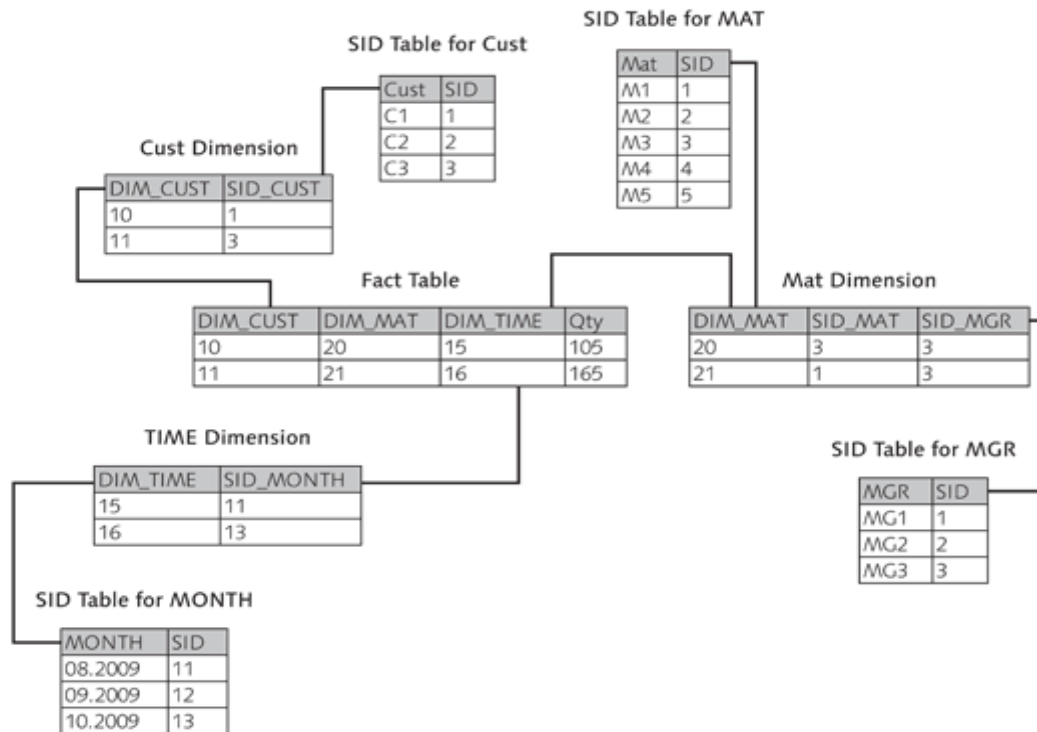 SID Table for MAT
Mat SID
M1 1
M2 2
M3 3
M4 4
M5 5
SID Table for Cust
Cust SID
C1 1
C2 2
C3 3
Cust Dimension
DIM_CUST SID_CUST
10 1
11 3
Fact Table
DIM_CUST DIM_MAT DIM_TIME Qty
10 20 15 105
11 21 16 165
Mat Dimension
DIM_MAT SID_MAT SID_MGR
20 3 3
21 1 3
TIME Dimension
DIM_TIME SID_MONTH
15 11
16 13
SID Table for MGR
MGR SID
MG1 1
MG2 2
MG3 3
SID Table for MONTH
MONTH SID
08.2009 11
09.2009 12
10.2009 13